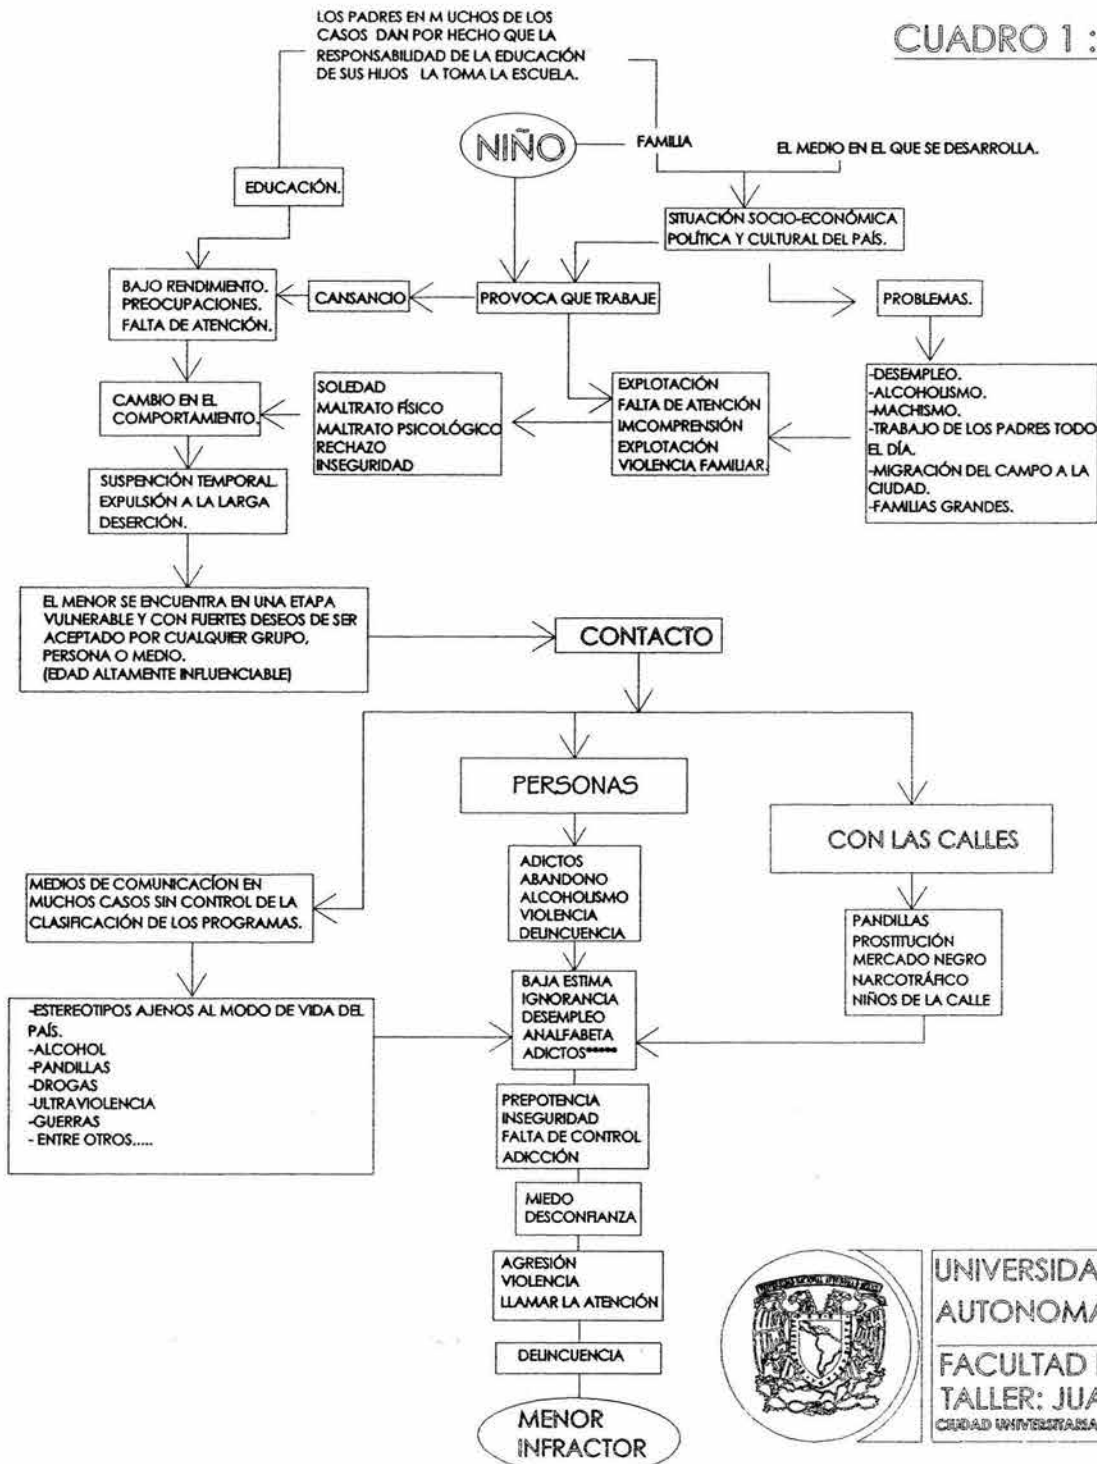 LOS PADRES EN M UCHOS DE LOS
CASOS DAN POR HECHO QUE LA
RESPONSABILIDAD DE LA EDUCACIÓN
DE SUS HIJOS LA TOMA LA ESCUELA.
CUADRO 1 :
NIÑO
FAMILIA
EL MEDIO EN EL QUE SE DESARROLLA.
EDUCACIÓN.
SITUACIÓN SOCIO-ECONÓMICA
POLÍTICA Y CULTURAL DEL PAÍS.
BAJO RENDIMIENTO.
PREOCUPACIONES.
FALTA DE ATENCIÓN.
CANSANCIO
PROVOCA QUE TRABAJE
PROBLEMAS.
CAMBIO EN EL
COMPORTAMIENTO.
SOLEDAD
MALTRATO FÍSICO
MALTRATO PSICOLÓGICO
RECHAZO
INSEGURIDAD
EXPLOTACIÓN
FALTA DE ATENCIÓN
IMCOMPRENSIÓN
EXPLOTACIÓN
VIOLENCIA FAMILIAR.
-DESEMPLEO.
-ALCOHOLISMO.
-MACHISMO.
-TRABAJO DE LOS PADRES TODO
EL DÍA.
-MIGRACIÓN DEL CAMPO A LA
CIUDAD.
-FAMILIAS GRANDES.
SUSPENCIÓN TEMPORAL.
EXPULSIÓN A LA LARGA
DESERCIÓN.
EL MENOR SE ENCUENTRA EN UNA ETAPA
VULNERABLE Y CON FUERTES DESEOS DE SER
ACEPTADO POR CUALQUIER GRUPO,
PERSONA O MEDIO.
(EDAD ALTAMENTE INFLUENCIABLE)
CONTACTO
PERSONAS
CON LAS CALLES
MEDIOS DE COMUNICACÍON EN
MUCHOS CASOS SIN CONTROL DE LA
CLASIFICACIÓN DE LOS PROGRAMAS.
ADICTOS
ABANDONO
ALCOHOLISMO
VIOLENCIA
DELINCUENCIA
PANDILLAS
PROSTITUCIÓN
MERCADO NEGRO
NARCOTRÁFICO
NIÑOS DE LA CALLE
-ESTEREOTIPOS AJENOS AL MODO DE VIDA DEL
PAÍS.
-ALCOHOL
-PANDILLAS
-DROGAS
-ULTRAVIOLENCIA
-GUERRAS
- ENTRE OTROS.....
BAJA ESTIMA
IGNORANCIA
DESEMPLEO
ANALFABETA
ADICTOS*****
PREPOTENCIA
INSEGURIDAD
FALTA DE CONTROL
ADICCIÓN
MIEDO
DESCONFIANZA
AGRESIÓN
VIOLENCIA
LLAMAR LA ATENCIÓN
DELINCUENCIA
MENOR
INFRACTOR
UNIVERSIDA
AUTONOMA
FACULTAD
TALLER: JUA
CIUDAD UNIVERSITARIA